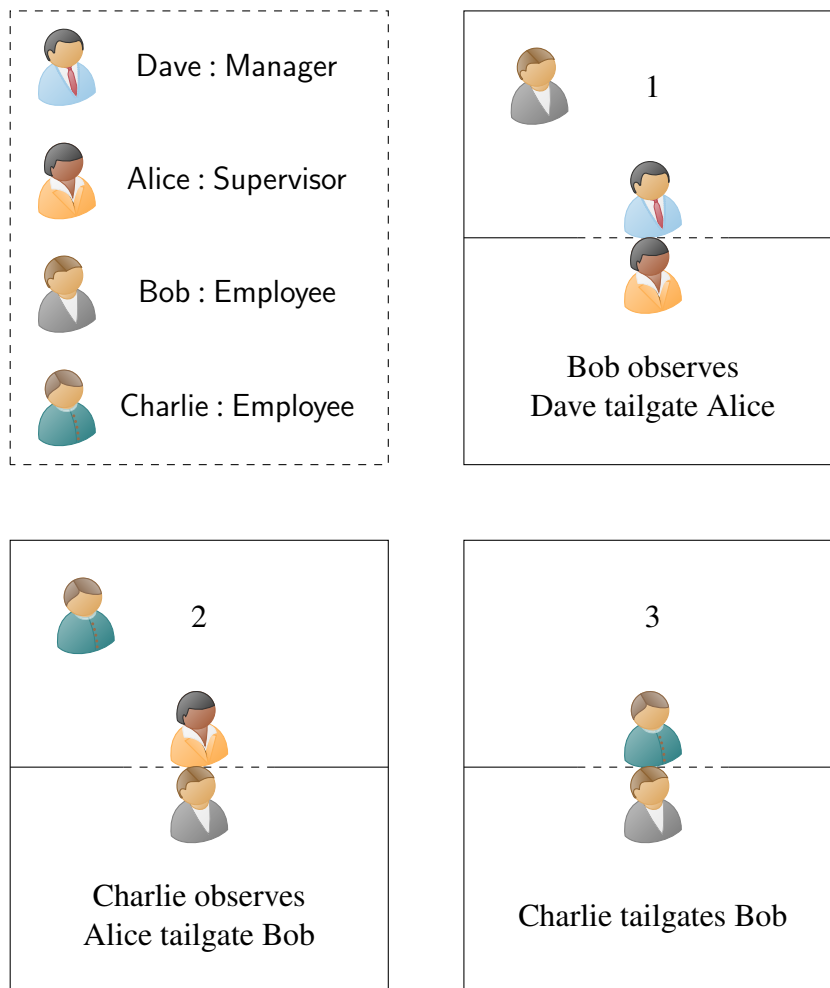 Dave : Manager
Alice : Supervisor
Bob : Employee
Charlie : Employee
1
Bob observes
Dave tailgate Alice
2
Charlie observes
Alice tailgate Bob
3
Charlie tailgates Bob